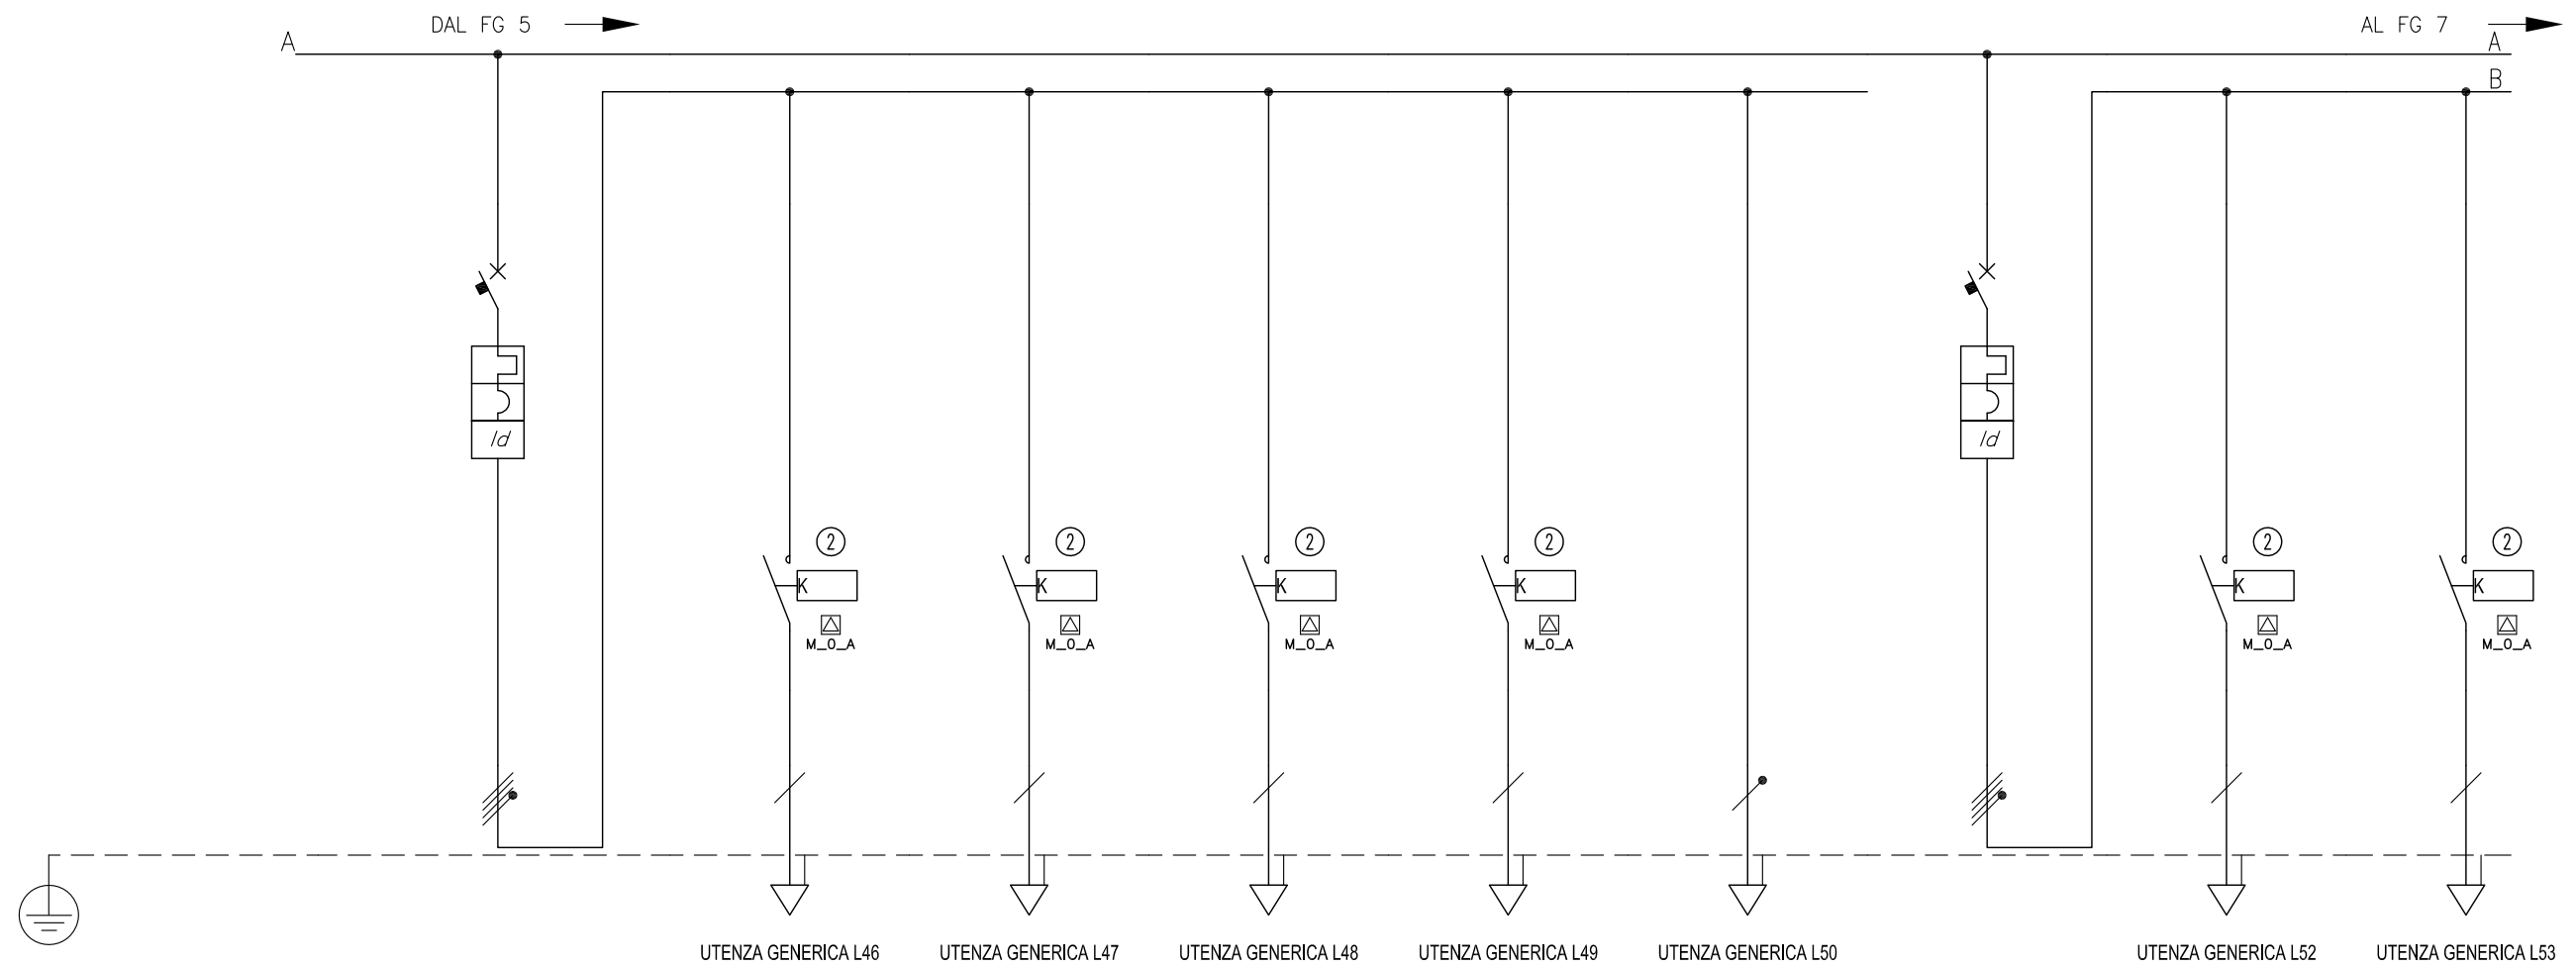 DAL FG 5
AL FG 7
A
A
B
Id
Id
2
2
2
2
2
2
K
K
K
K
K
K
M_O_A
M_O_A
M_O_A
M_O_A
M_O_A
M_O_A
UTENZA GENERICA L46
UTENZA GENERICA L47
UTENZA GENERICA L48
UTENZA GENERICA L49
UTENZA GENERICA L50
UTENZA GENERICA L52
UTENZA GENERICA L53